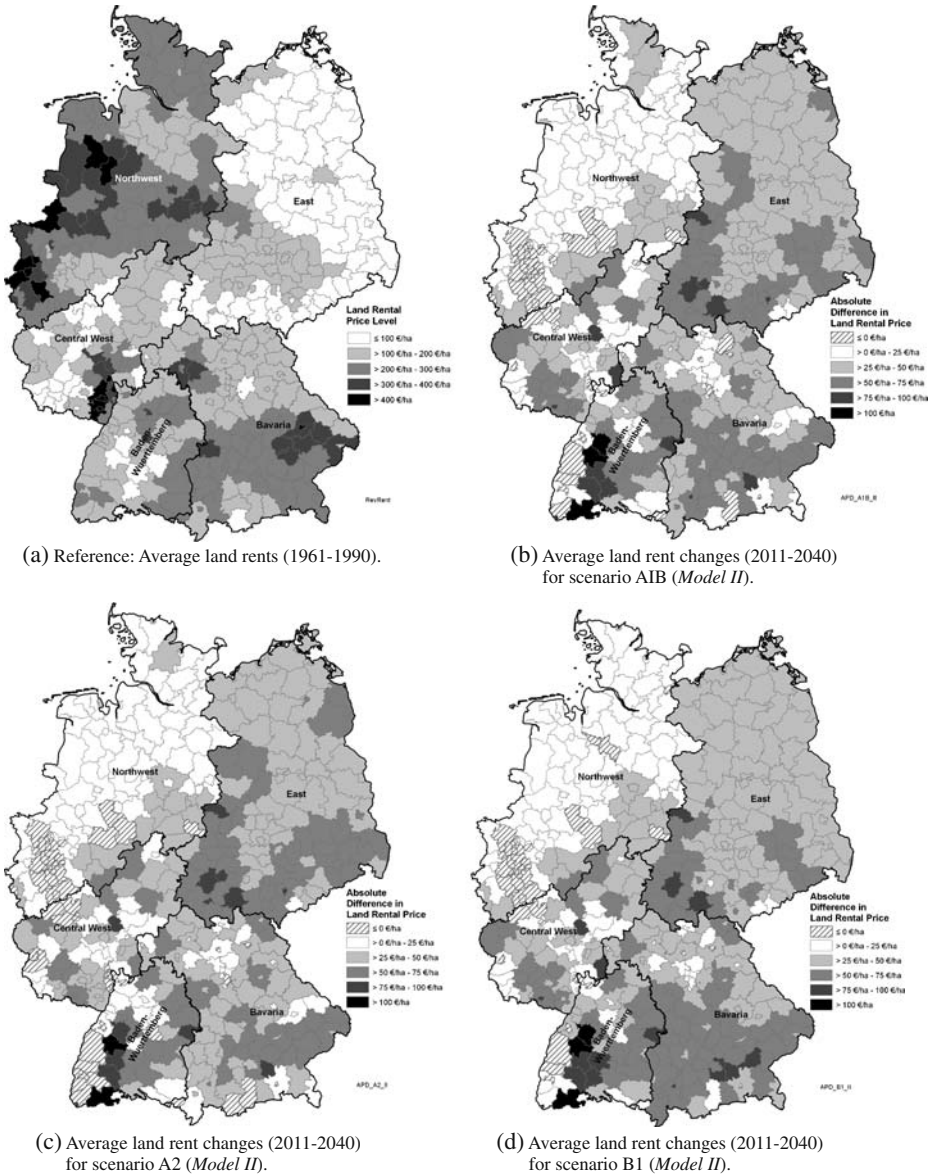 Northwest
East
Central West
Baden-
Wuerttemberg
Bavaria
Land Rental
Price Level
≤ 100 €/ha
> 100 €/ha - 200 €/ha
> 200 €/ha - 300 €/ha
> 300 €/ha - 400 €/ha
> 400 €/ha
RevRent
(a) Reference: Average land rents (1961-1990).
Northwest
East
Central West
Baden-
Wuerttemberg
Bavaria
Absolute
Difference in
Land Rental Price
≤ 0 €/ha
> 0 €/ha - 25 €/ha
> 25 €/ha - 50 €/ha
> 50 €/ha - 75 €/ha
> 75 €/ha - 100 €/ha
> 100 €/ha
APD_A1B_II
(b) Average land rent changes (2011-2040)
for scenario AIB (Model II).
Northwest
East
Central West
Baden-
Wuerttemberg
Bavaria
Absolute
Difference in
Land Rental Price
≤ 0 €/ha
> 0 €/ha - 25 €/ha
> 25 €/ha - 50 €/ha
> 50 €/ha - 75 €/ha
> 75 €/ha - 100 €/ha
> 100 €/ha
APD_A2_II
(c) Average land rent changes (2011-2040)
for scenario A2 (Model II).
Northwest
East
Central West
Baden-
Wuerttemberg
Bavaria
Absolute
Difference in
Land Rental Price
≤ 0 €/ha
> 0 €/ha - 25 €/ha
> 25 €/ha - 50 €/ha
> 50 €/ha - 75 €/ha
> 75 €/ha - 100 €/ha
> 100 €/ha
APD_B1_II
(d) Average land rent changes (2011-2040)
for scenario B1 (Model II).